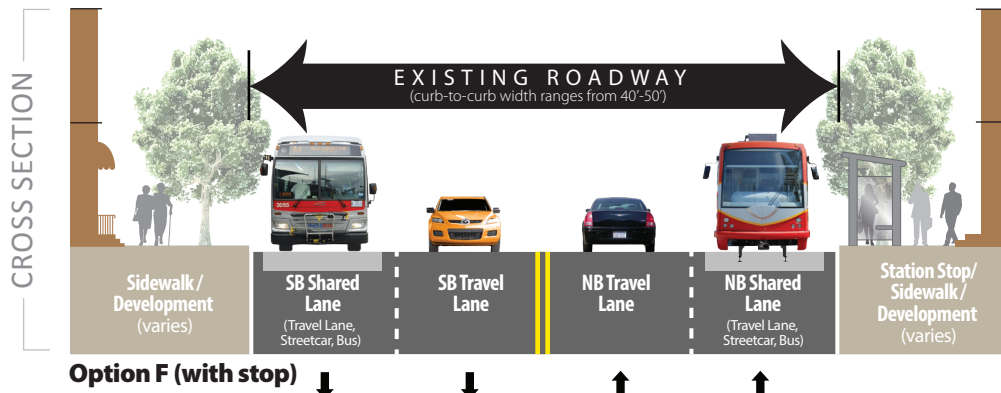 CROSS SECTION
EXISTING ROADWAY
(curb-to-curb width ranges from 40'-50')
3065
Sidewalk /
Development
(varies)
SB Shared
Lane
(Travel Lane,
Streetcar, Bus)
SB Travel
Lane
NB Travel
Lane
NB Shared
Lane
(Travel Lane,
Streetcar, Bus)
Station Stop/
Sidewalk /
Development
(varies)
Option F (with stop)